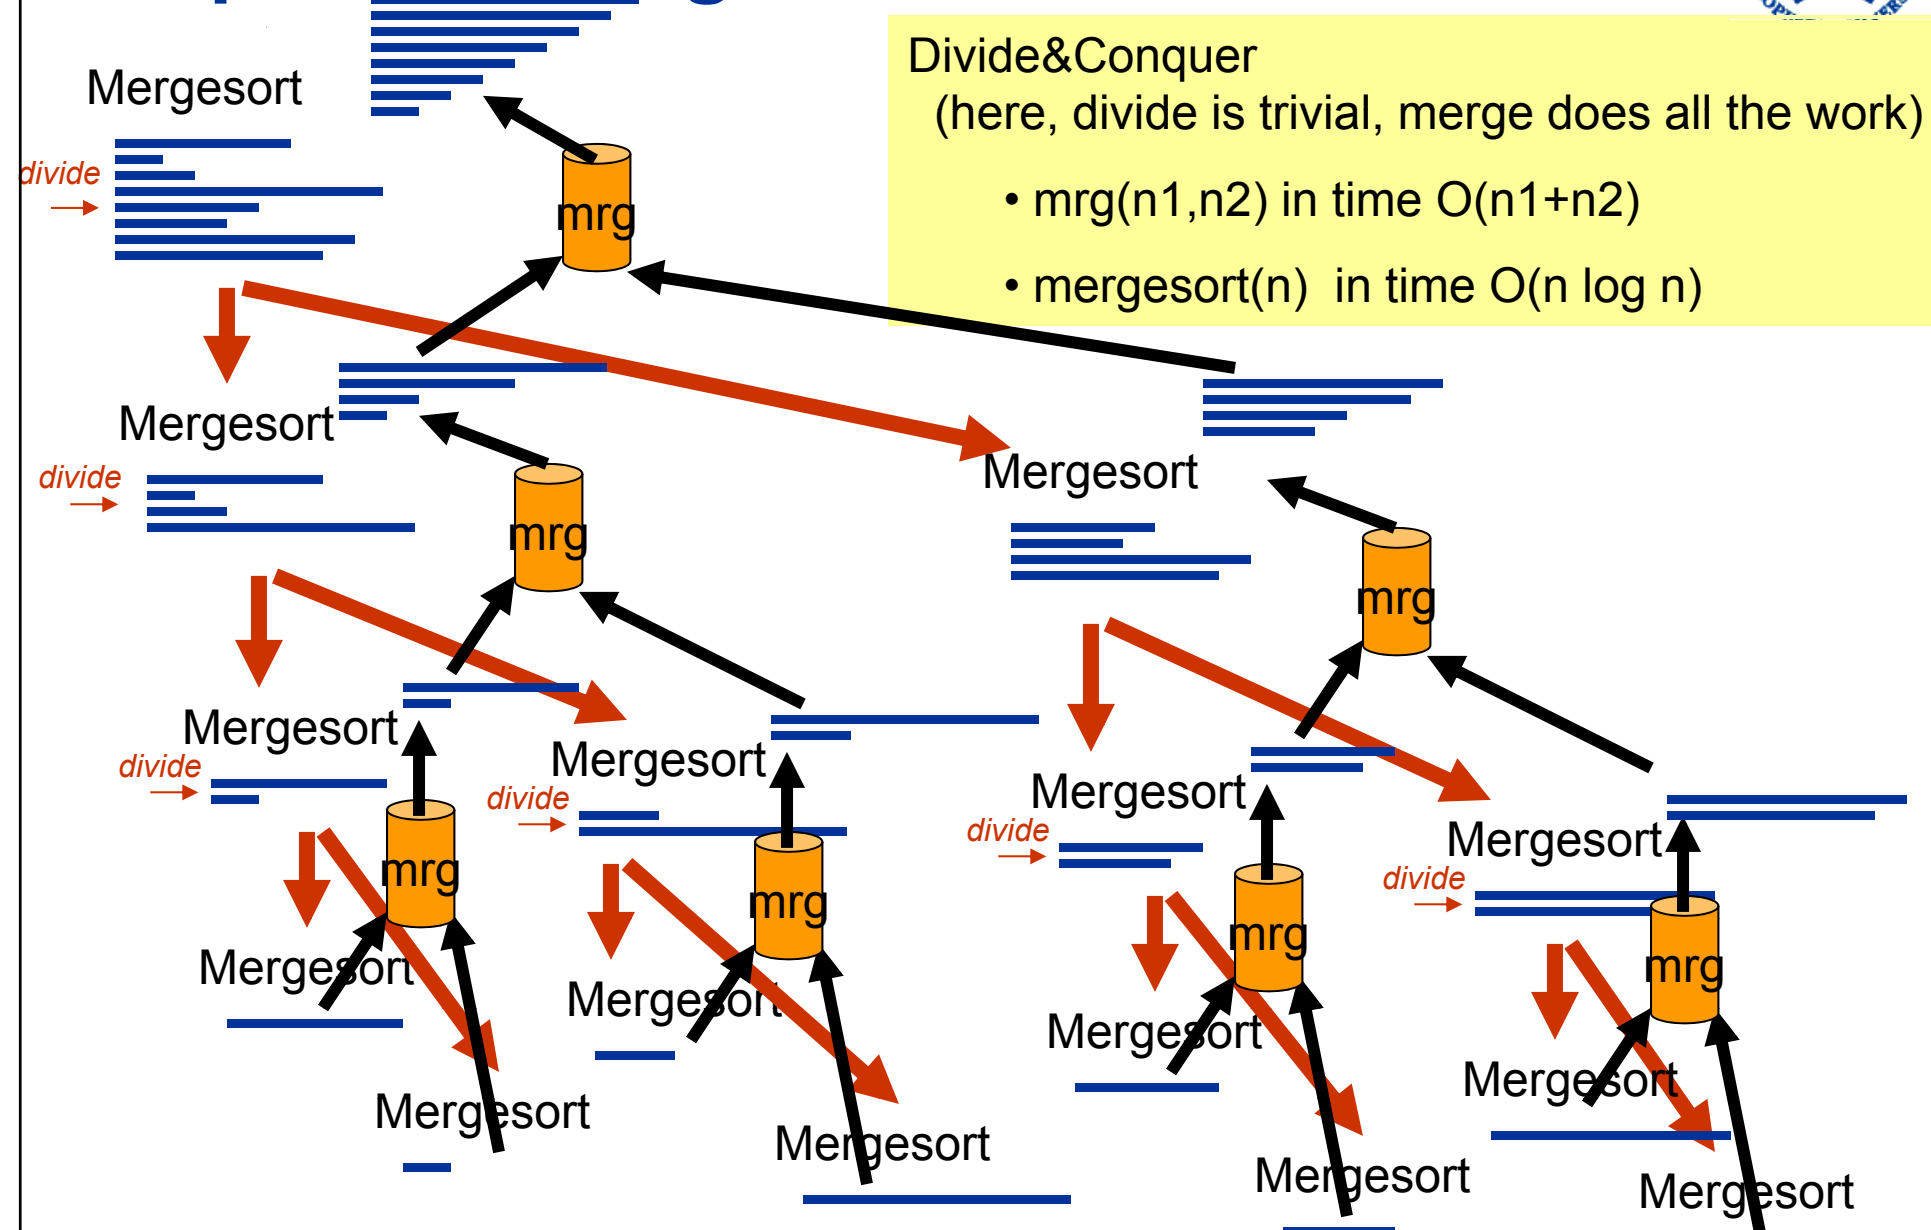 Mergesort
Divide&Conquer
(here, divide is trivial, merge does all the work)
• mrg(n1,n2) in time O(n1+n2)
• mergesort(n) in time O(n log n)
divide
mrg
Mergesort
divide
mrg
Mergesort
mrg
Mergesort
divide
mrg
Mergesort
divide
mrg
Mergesort
divide
mrg
Mergesort
divide
mrg
Mergesort
Mergesort
Mergesort
Mergesort
Mergesort
Mergesort
Mergesort
Mergesort